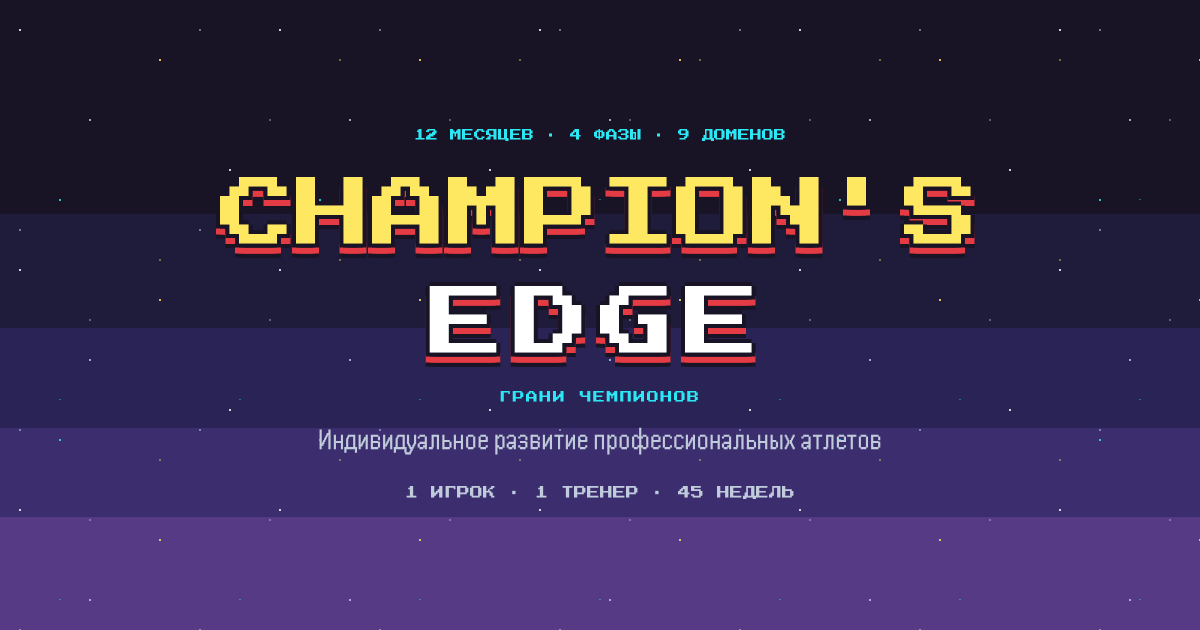 12 МЕСЯЦЕВ · 4 ФАЗЫ · 9 ДОМЕНОВ
CHAMPION'S
EDGE
ГРАНИ ЧЕМПИОНОВ
Индивидуальное развитие профессиональных атлетов
1 ИГРОК · 1 ТРЕНЕР · 45 НЕДЕЛЬ